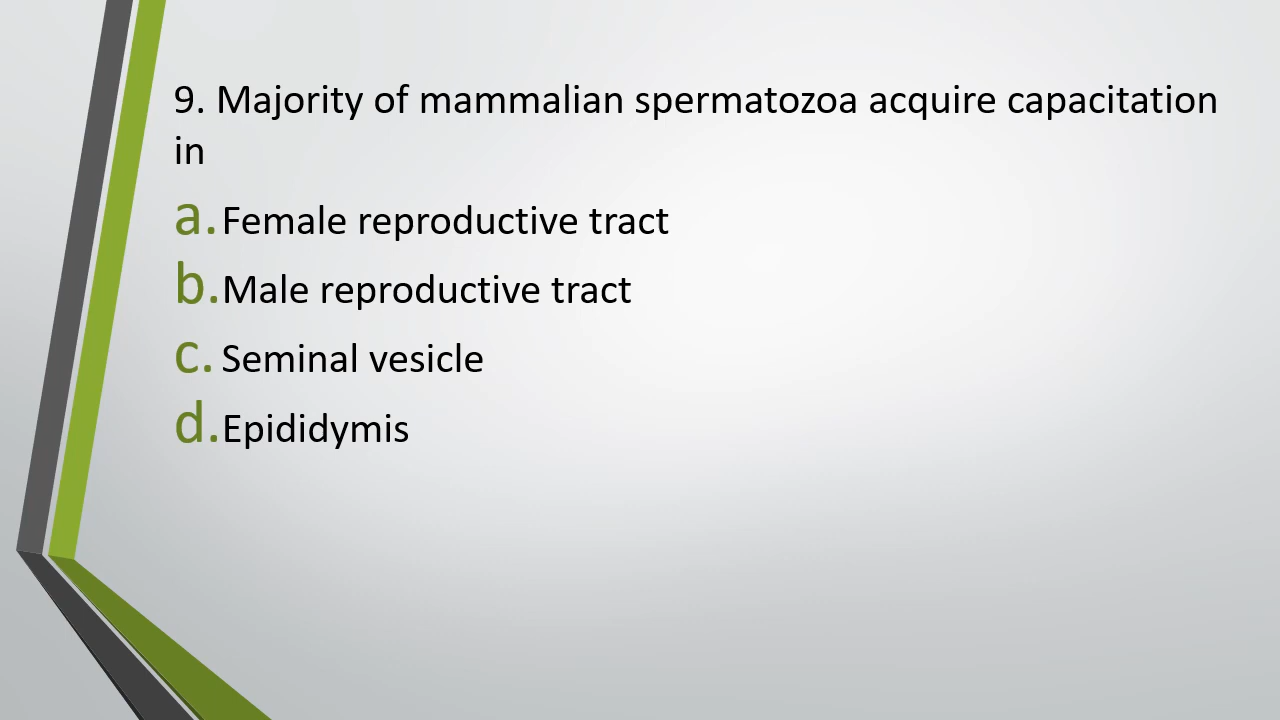 9. Majority of mammalian spermatozoa acquire capacitation
in
a. Female reproductive tract
b. Male reproductive tract
c. Seminal vesicle
d. Epididymis